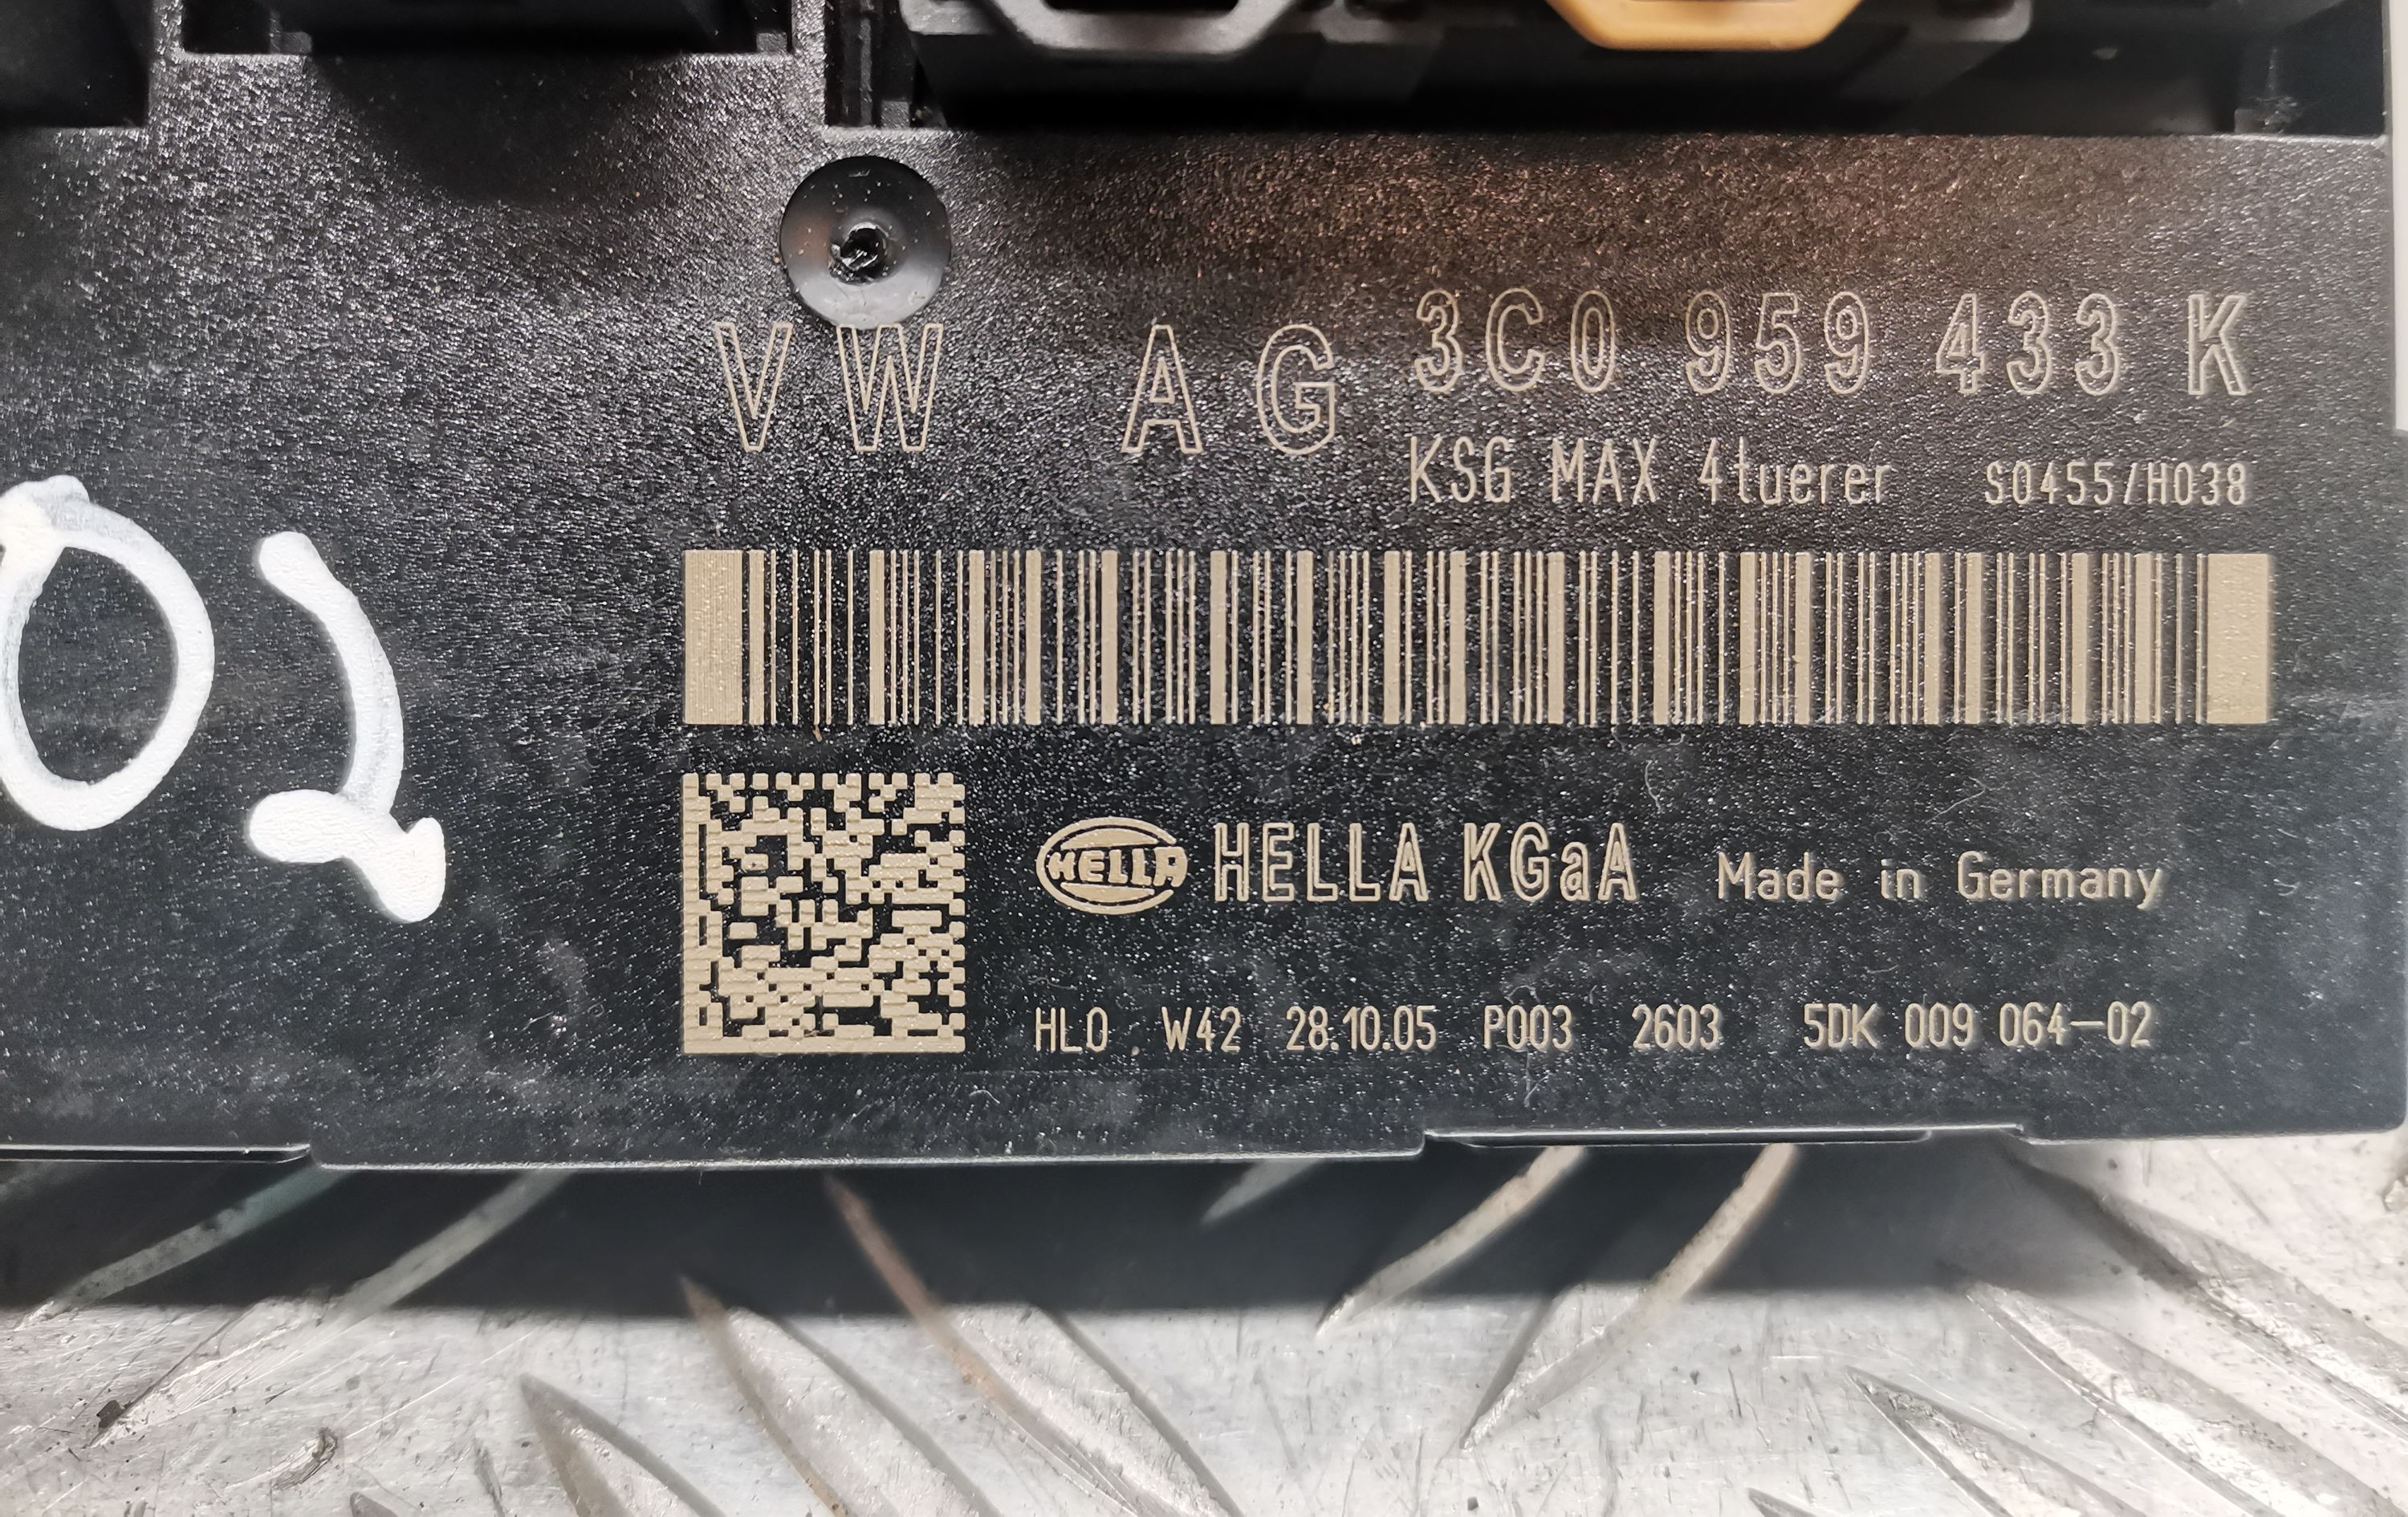 VW AG 3C0 959 433 K
KSG MAX 4tuerer S0455/H038
HELLA HELLA KGaA Made in Germany
HL0 W42 28.10.05 P003 2603 5DK 009 064-02